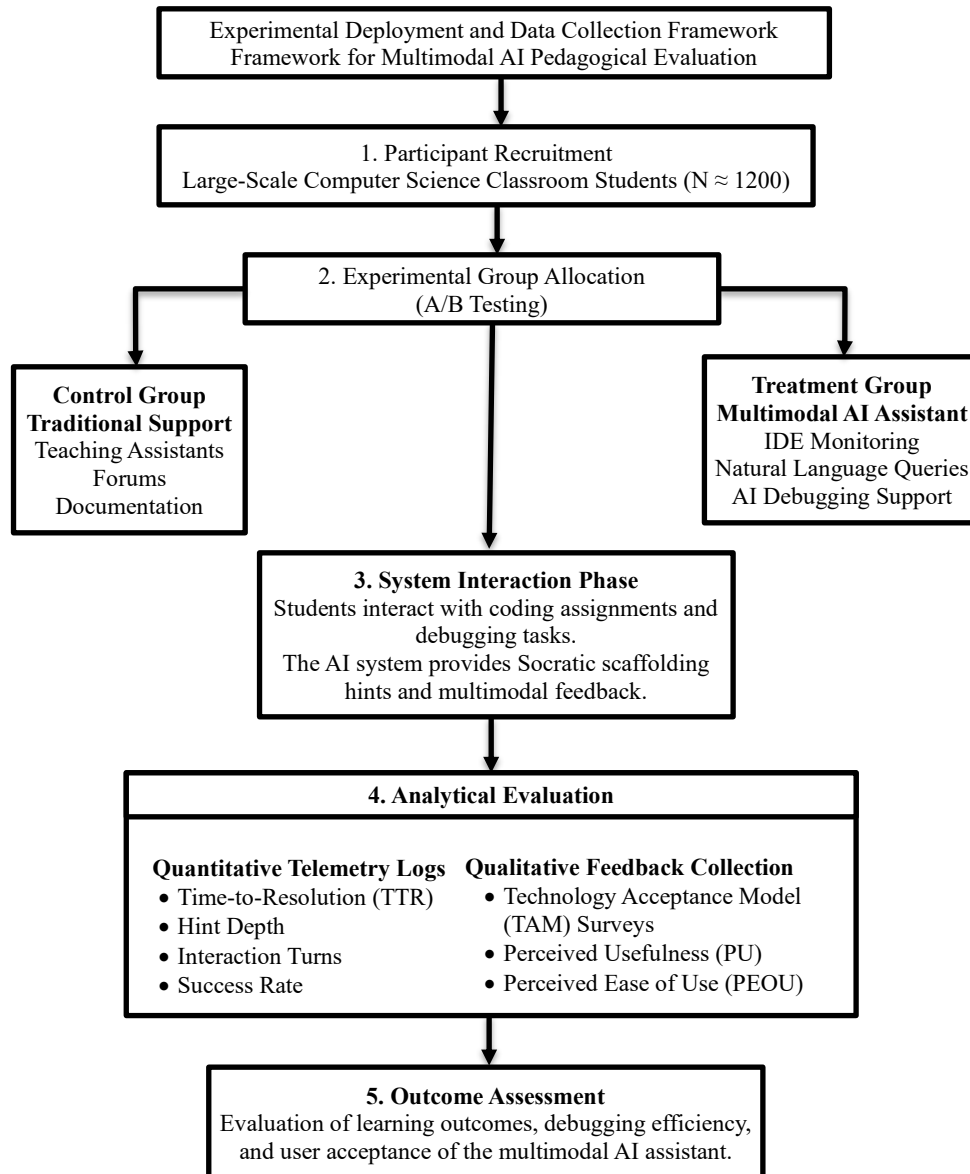 Experimental Deployment and Data Collection Framework
Framework for Multimodal AI Pedagogical Evaluation
1. Participant Recruitment
Large-Scale Computer Science Classroom Students (N ≈ 1200)
2. Experimental Group Allocation
(A/B Testing)
Control Group
Traditional Support
Teaching Assistants
Forums
Documentation
Treatment Group
Multimodal AI Assistant
IDE Monitoring
Natural Language Queries
AI Debugging Support
3. System Interaction Phase
Students interact with coding assignments and
debugging tasks.
The AI system provides Socratic scaffolding
hints and multimodal feedback.
4. Analytical Evaluation
Quantitative Telemetry Logs
• Time-to-Resolution (TTR)
• Hint Depth
• Interaction Turns
• Success Rate
Qualitative Feedback Collection
• Technology Acceptance Model
(TAM) Surveys
• Perceived Usefulness (PU)
• Perceived Ease of Use (PEOU)
5. Outcome Assessment
Evaluation of learning outcomes, debugging efficiency,
and user acceptance of the multimodal AI assistant.